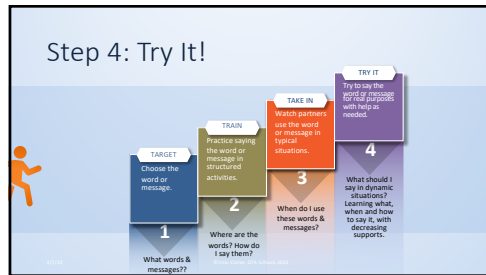 Step 4: Try It!
TARGET
Choose the
word or
message.
1
What words &
messages??
TRAIN
Practice saying
the word or
message in
structured
activities.
2
Where are the
words? How do
I say them?
TAKE IN
Watch partners
use the word
or message in
typical
situations.
3
When do I use
these words &
messages?
TRY IT
Try to say the
word or message
for real purposes
with help as
needed.
4
What should I
say in dynamic
situations?
Learning what,
when and how
to say it, with
decreasing
supports.